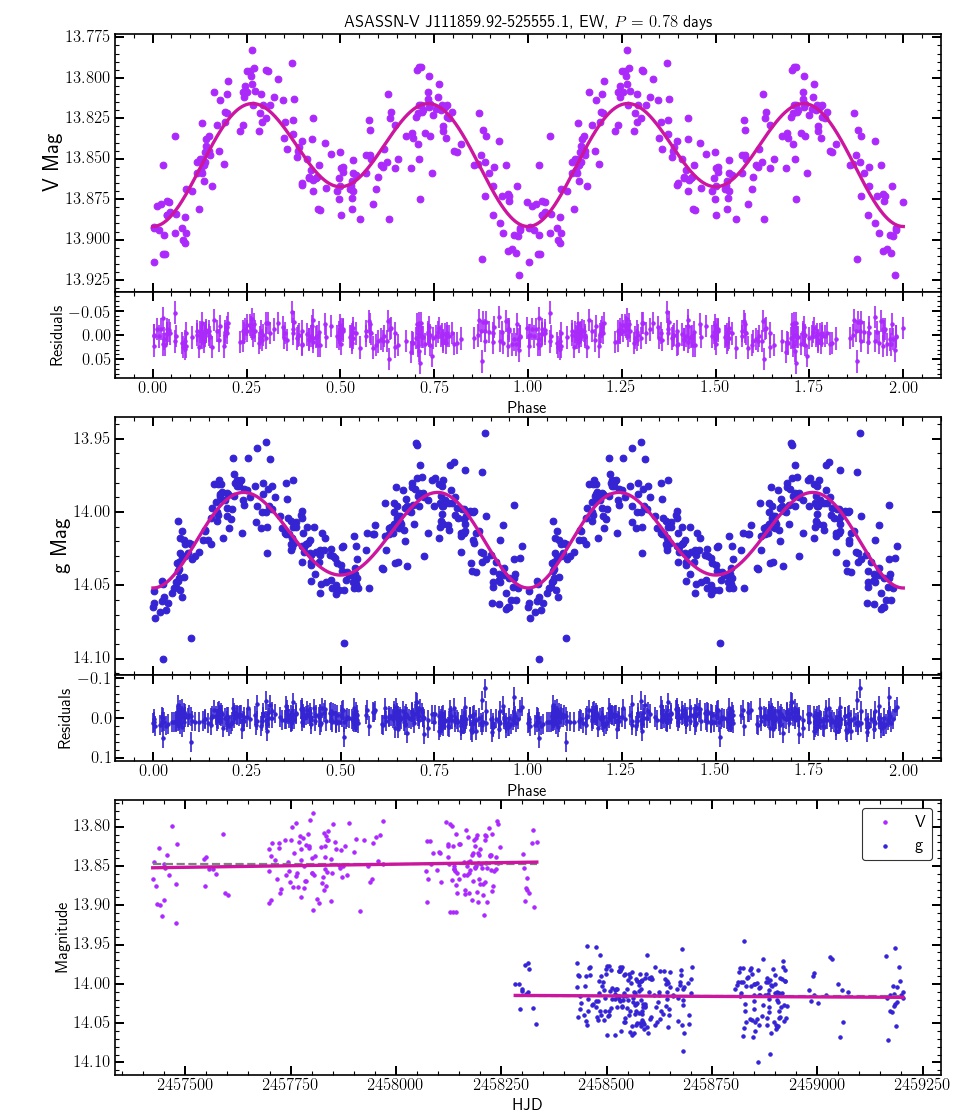 ASASSN-V J111859.92-525555.1, EW, P = 0.78 days
V Mag
13.775
13.800
13.825
13.850
13.875
13.900
13.925
Residuals
−0.05
0.00
0.05
0.00 0.25 0.50 0.75 1.00 1.25 1.50 1.75 2.00
Phase
g Mag
13.95
14.00
14.05
14.10
Residuals
−0.1
0.0
0.1
0.00 0.25 0.50 0.75 1.00 1.25 1.50 1.75 2.00
Phase
V
g
Magnitude
13.80
13.85
13.90
13.95
14.00
14.05
14.10
2457500 2457750 2458000 2458250 2458500 2458750 2459000 2459250
HJD